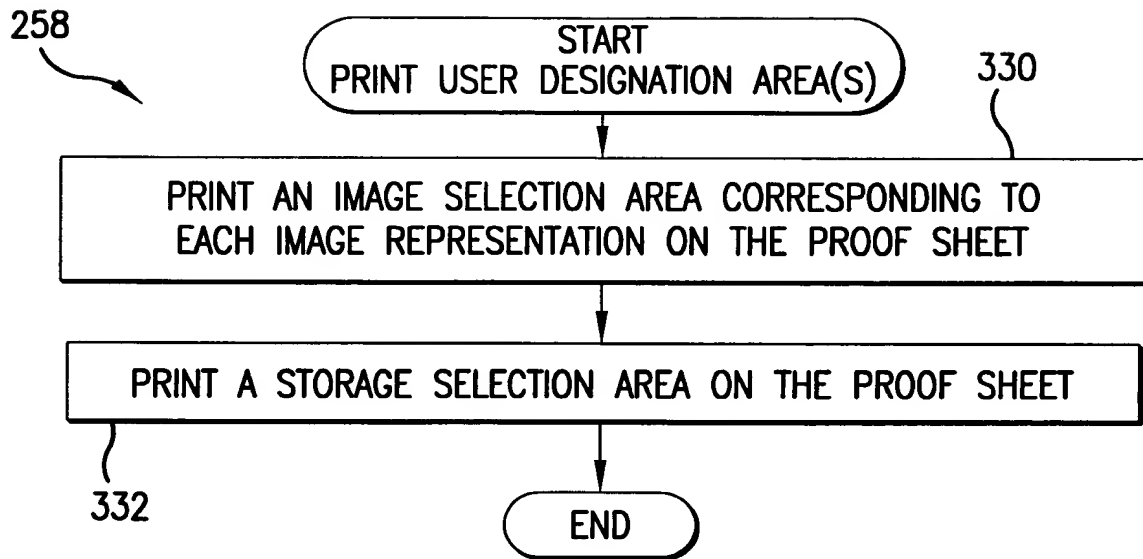 258
START
PRINT USER DESIGNATION AREA(S)
330
PRINT AN IMAGE SELECTION AREA CORRESPONDING TO
EACH IMAGE REPRESENTATION ON THE PROOF SHEET
PRINT A STORAGE SELECTION AREA ON THE PROOF SHEET
332
END